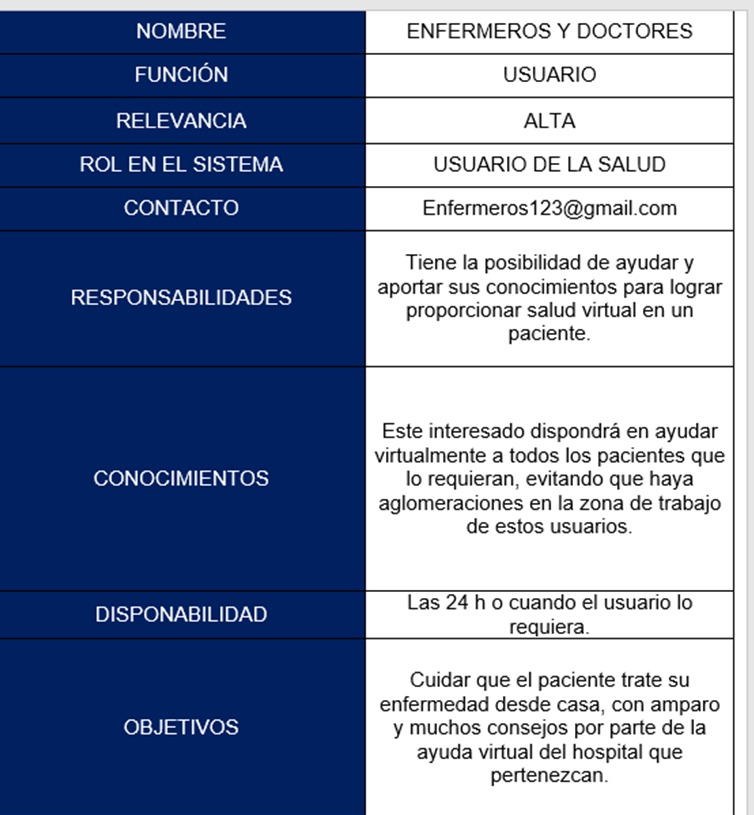 NOMBRE ENFERMEROS Y DOCTORES
FUNCIÓN USUARIO
RELEVANCIA ALTA
ROL EN EL SISTEMA USUARIO DE LA SALUD
CONTACTO Enfermeros123@gmail.com
RESPONSABILIDADES
Tiene la posibilidad de ayudar y
aportar sus conocimientos para lograr
proporcionar salud virtual en un
paciente.
CONOCIMIENTOS
Este interesado dispondrá en ayudar
virtualmente a todos los pacientes que
lo requieran, evitando que haya
aglomeraciones en la zona de trabajo
de estos usuarios.
DISPONABILIDAD
Las 24 h o cuando el usuario lo
requiera.
OBJETIVOS
Cuidar que el paciente trate su
enfermedad desde casa, con amparo
y muchos consejos por parte de la
ayuda virtual del hospital que
pertenezcan.